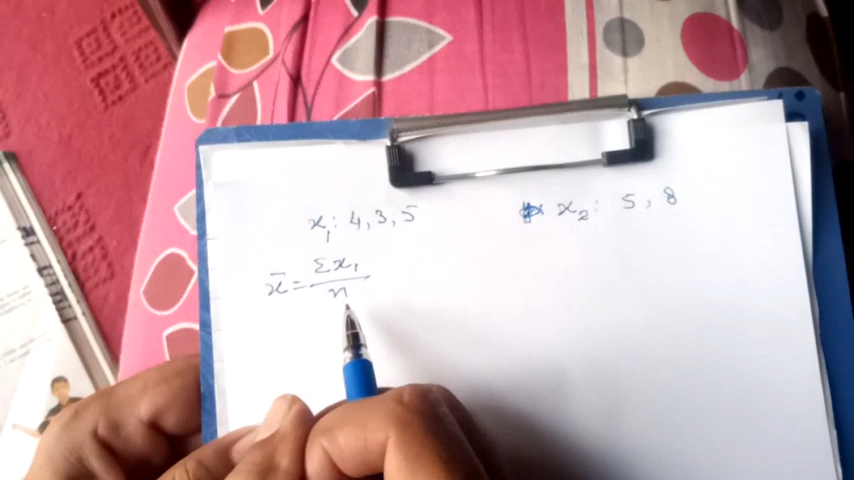 x₁: 4, 3, 5
x₂: 5, 8
x̄ = Σx₁ / n